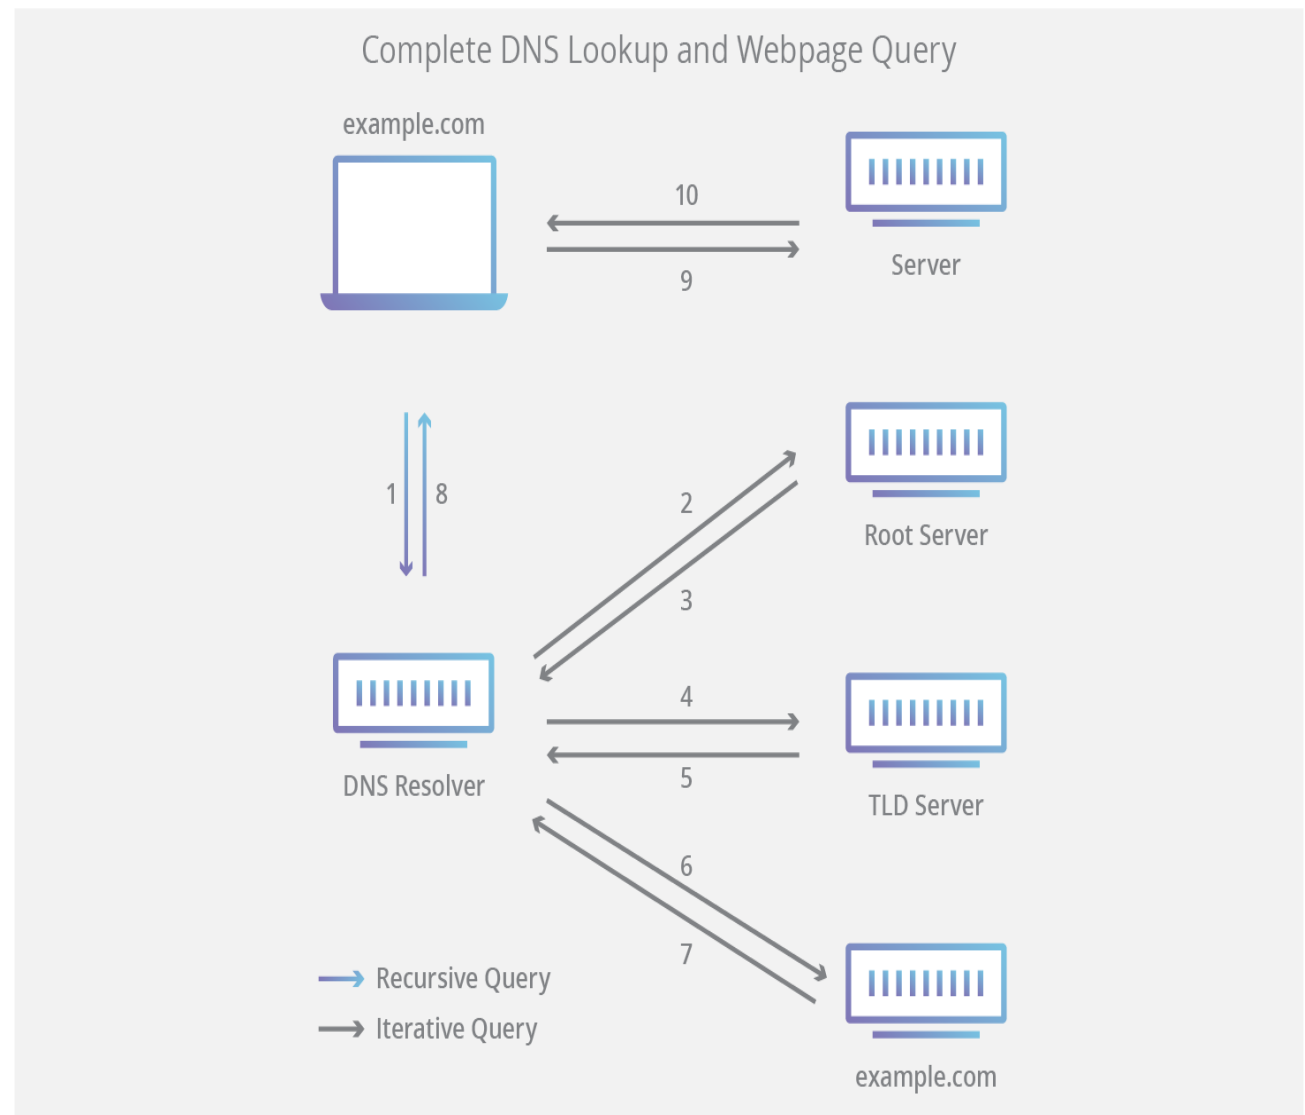 Complete DNS Lookup and Webpage Query
example.com
10
9
Server
1
8
2
3
Root Server
DNS Resolver
4
5
TLD Server
6
7
example.com
Recursive Query
Iterative Query